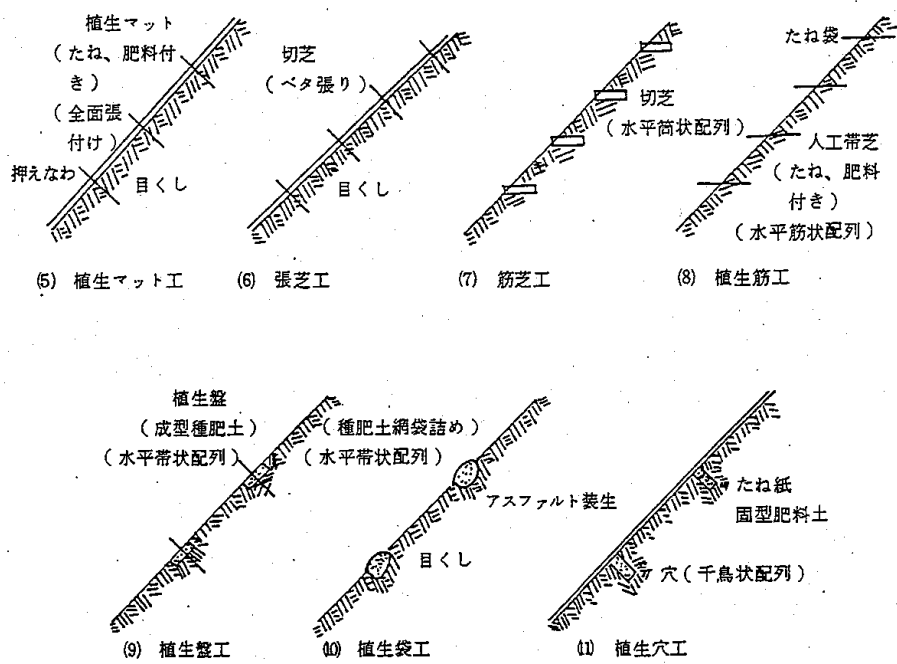 植生マット
(たね、肥料付
き)
(全面張
付け)
押えなわ
目くし
(5) 植生マット工
切芝
(ベタ張り)
目くし
(6) 張芝工
切芝
(水平筒状配列)
(7) 筋芝工
たね袋
人工帯芝
(たね、肥料
付き)
(水平筋状配列)
(8) 植生筋工
植生盤
(成型種肥土)
(水平帯状配列)
(9) 植生盤工
(種肥土網袋詰め)
(水平帯状配列)
アスファルト装生
目くし
(10) 植生袋工
たね紙
固型肥料土
穴(千鳥状配列)
(11) 植生穴工